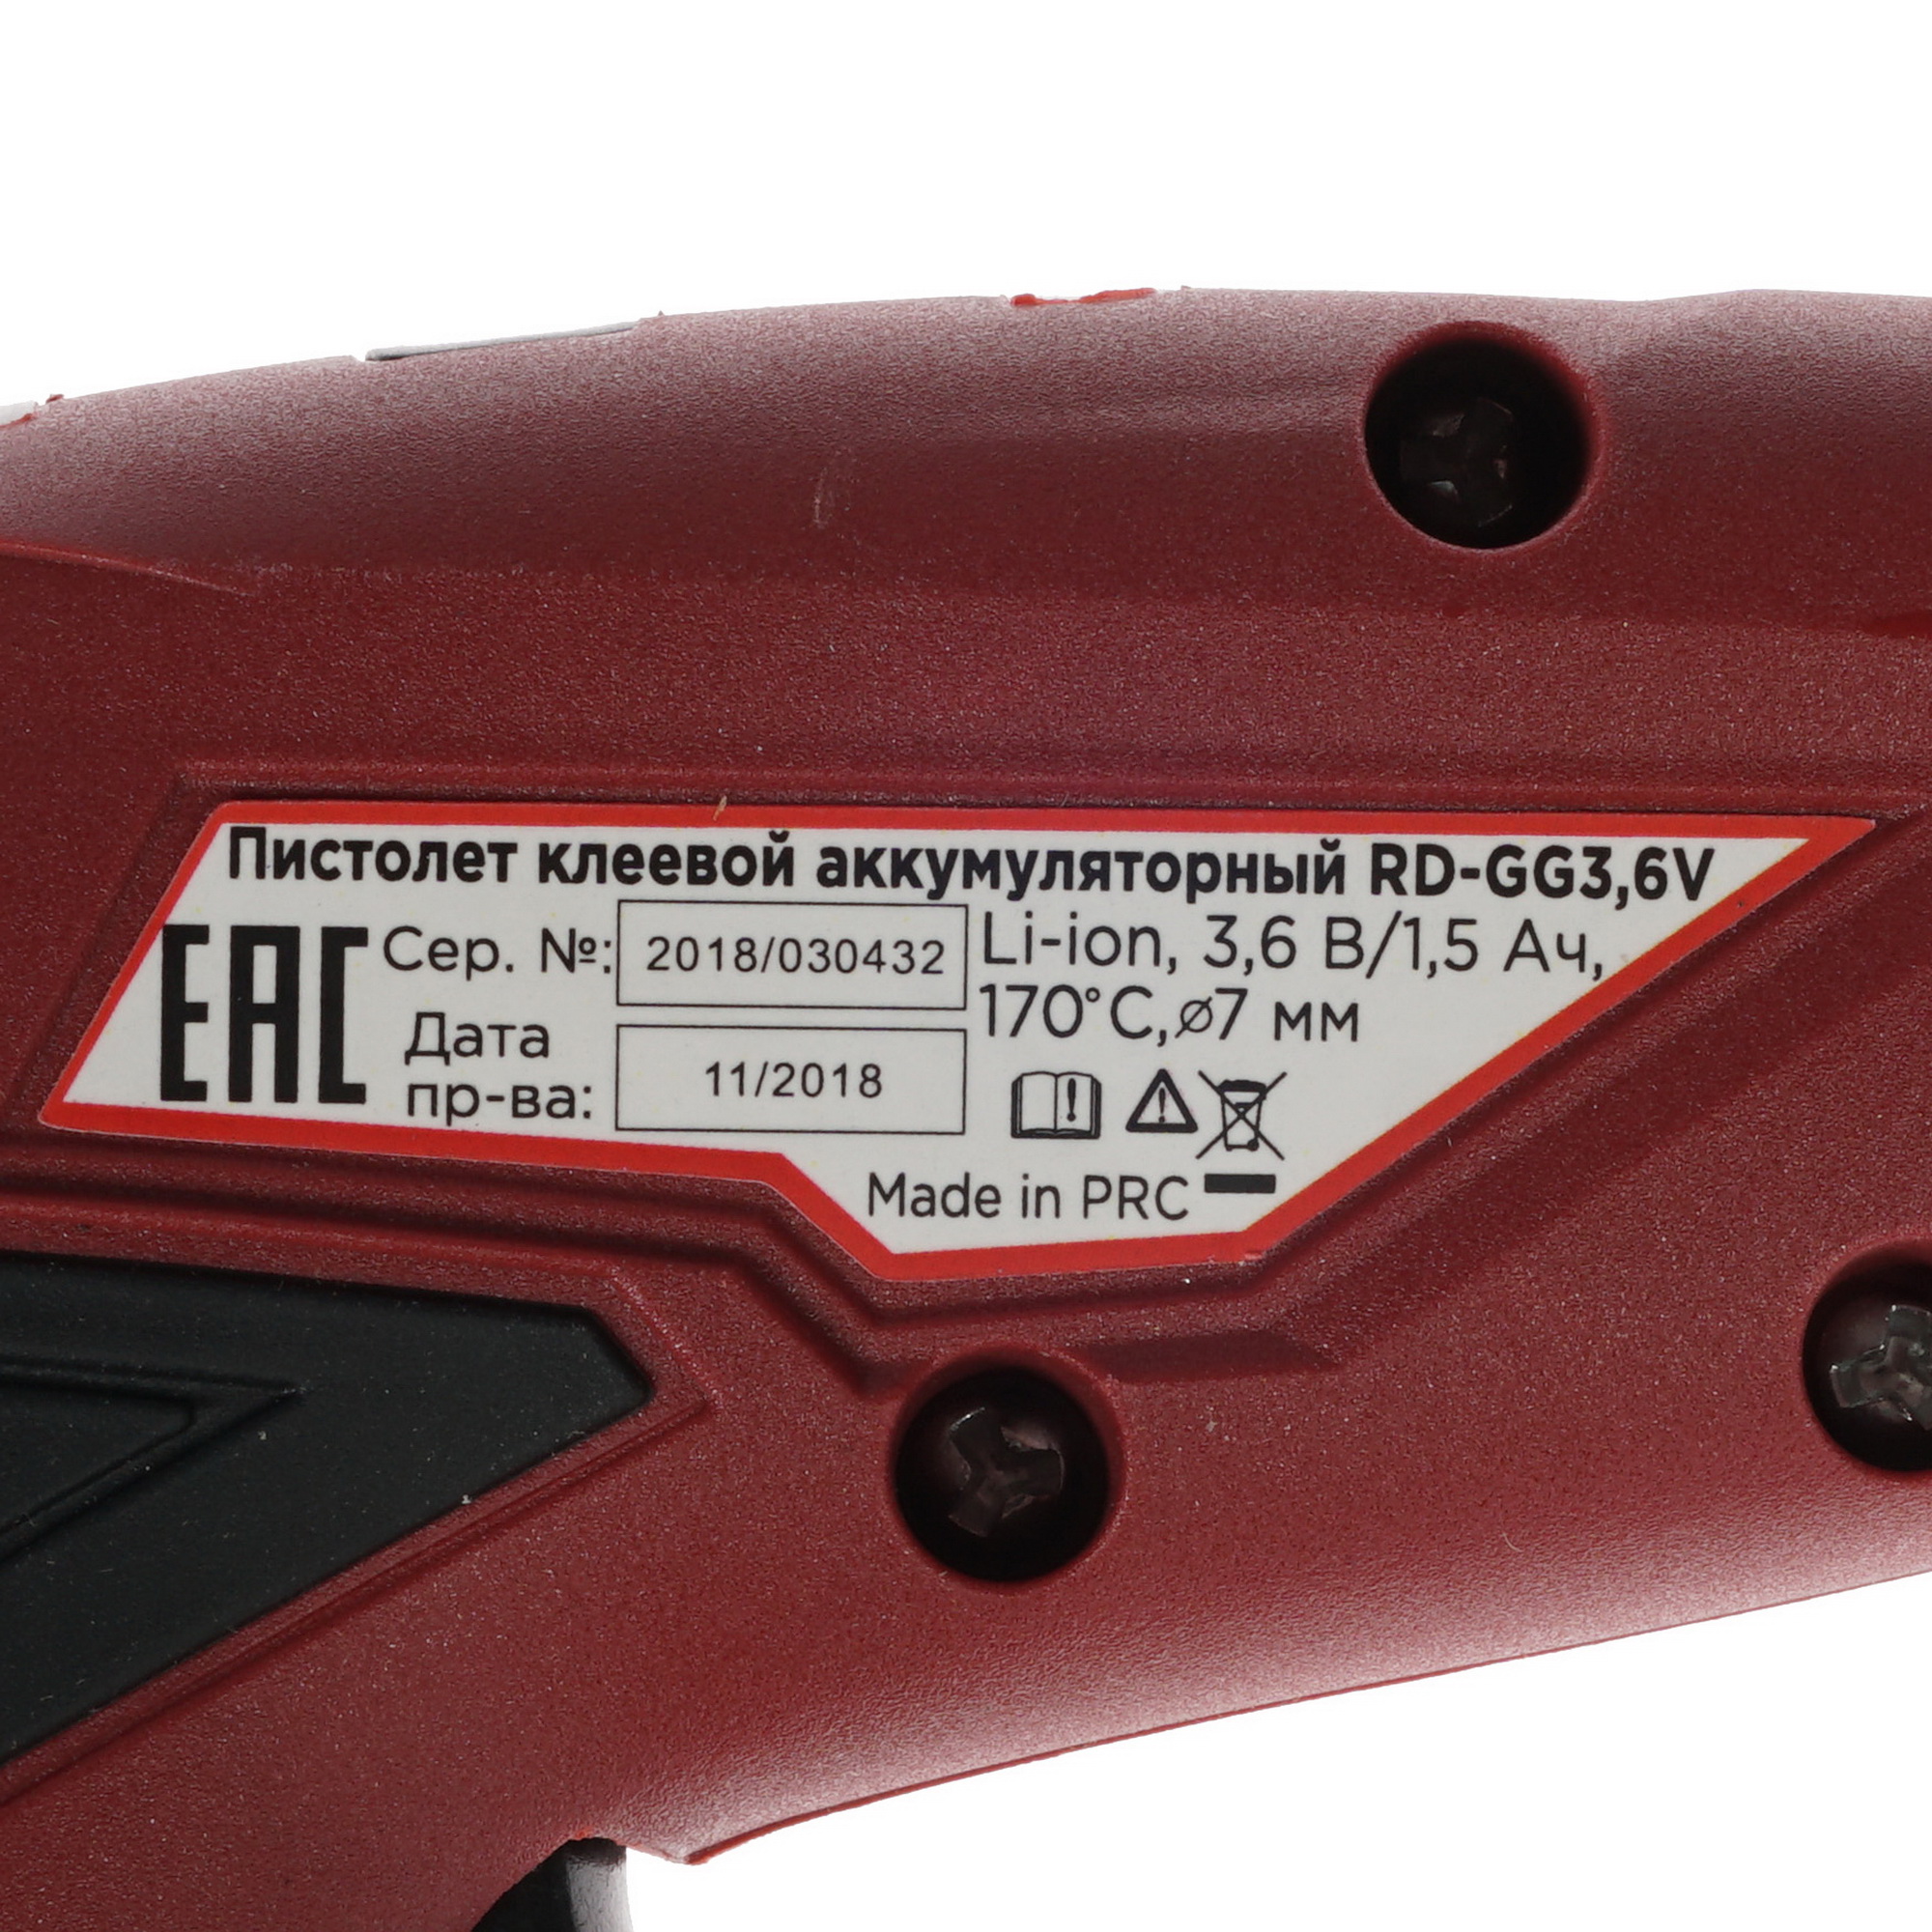 Пистолет клеевой аккумуляторный RD-GG3,6V
EAC
Сер. №: 2018/030432
Дата
пр-ва: 11/2018
Li-ion, 3,6 В/1,5 Ач,
170°C,⌀7 мм
Made in PRC